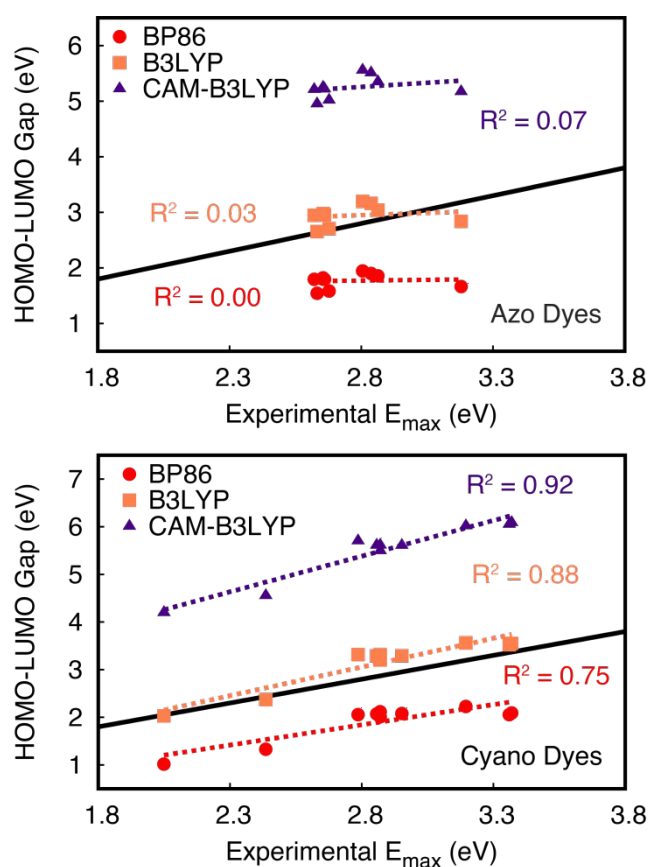 BP86
B3LYP
CAM-B3LYP
R² = 0.07
R² = 0.03
R² = 0.00
Azo Dyes
HOMO-LUMO Gap (eV)
6
5
4
3
2
1
1.8 2.3 2.8 3.3 3.8
Experimental Eₘₐₓ (eV)
BP86
B3LYP
CAM-B3LYP
R² = 0.92
R² = 0.88
R² = 0.75
Cyano Dyes
HOMO-LUMO Gap (eV)
7
6
5
4
3
2
1
1.8 2.3 2.8 3.3 3.8
Experimental Eₘₐₓ (eV)